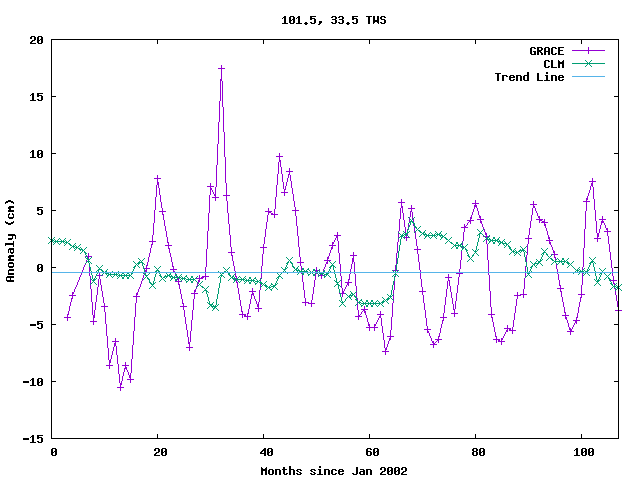 101.5, 33.5 TWS
GRACE
CLM
Trend Line
Anomaly (cm)
20
15
10
5
0
-5
-10
-15
0 20 40 60 80 100
Months since Jan 2002